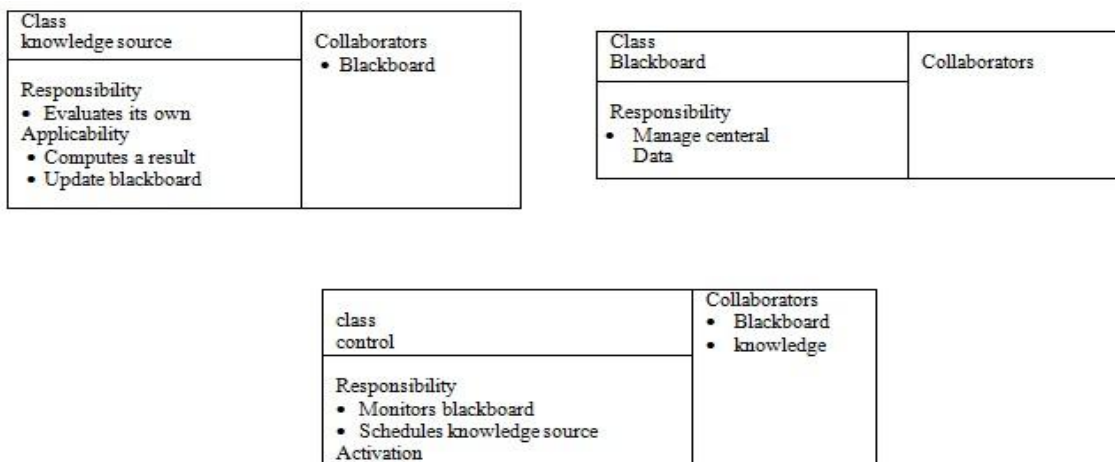 Class
knowledge source
Collaborators
• Blackboard
Responsibility
• Evaluates its own
Applicability
• Computes a result
• Update blackboard
Class
Blackboard
Collaborators
Responsibility
• Manage centeral
Data
class
control
Collaborators
• Blackboard
• knowledge
Responsibility
• Monitors blackboard
• Schedules knowledge source
Activation